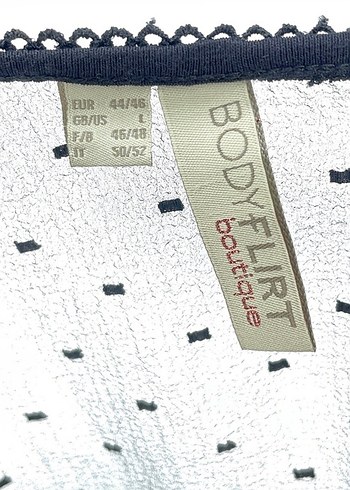 EUR 44/46
GB/US L
F/B 46/48
IT 50/52
BODYFLIRT
boutique